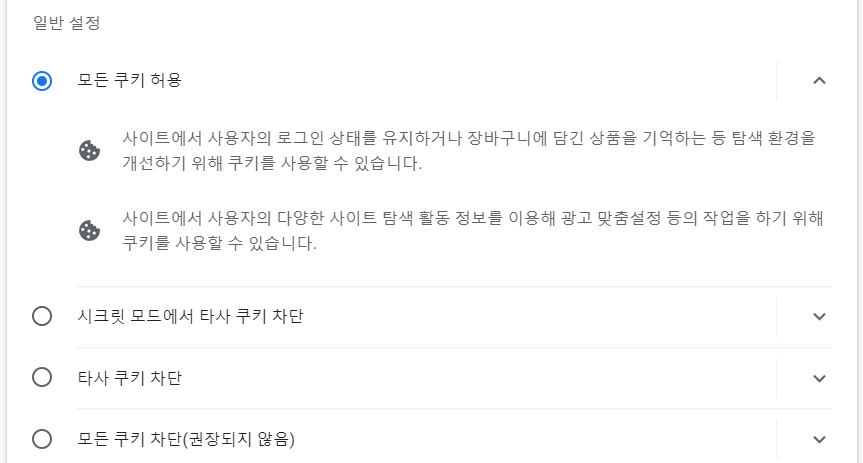 일반 설정
모든 쿠키 허용
사이트에서 사용자의 로그인 상태를 유지하거나 장바구니에 담긴 상품을 기억하는 등 탐색 환경을
개선하기 위해 쿠키를 사용할 수 있습니다.
사이트에서 사용자의 다양한 사이트 탐색 활동 정보를 이용해 광고 맞춤설정 등의 작업을 하기 위해
쿠키를 사용할 수 있습니다.
시크릿 모드에서 타사 쿠키 차단
타사 쿠키 차단
모든 쿠키 차단(권장되지 않음)